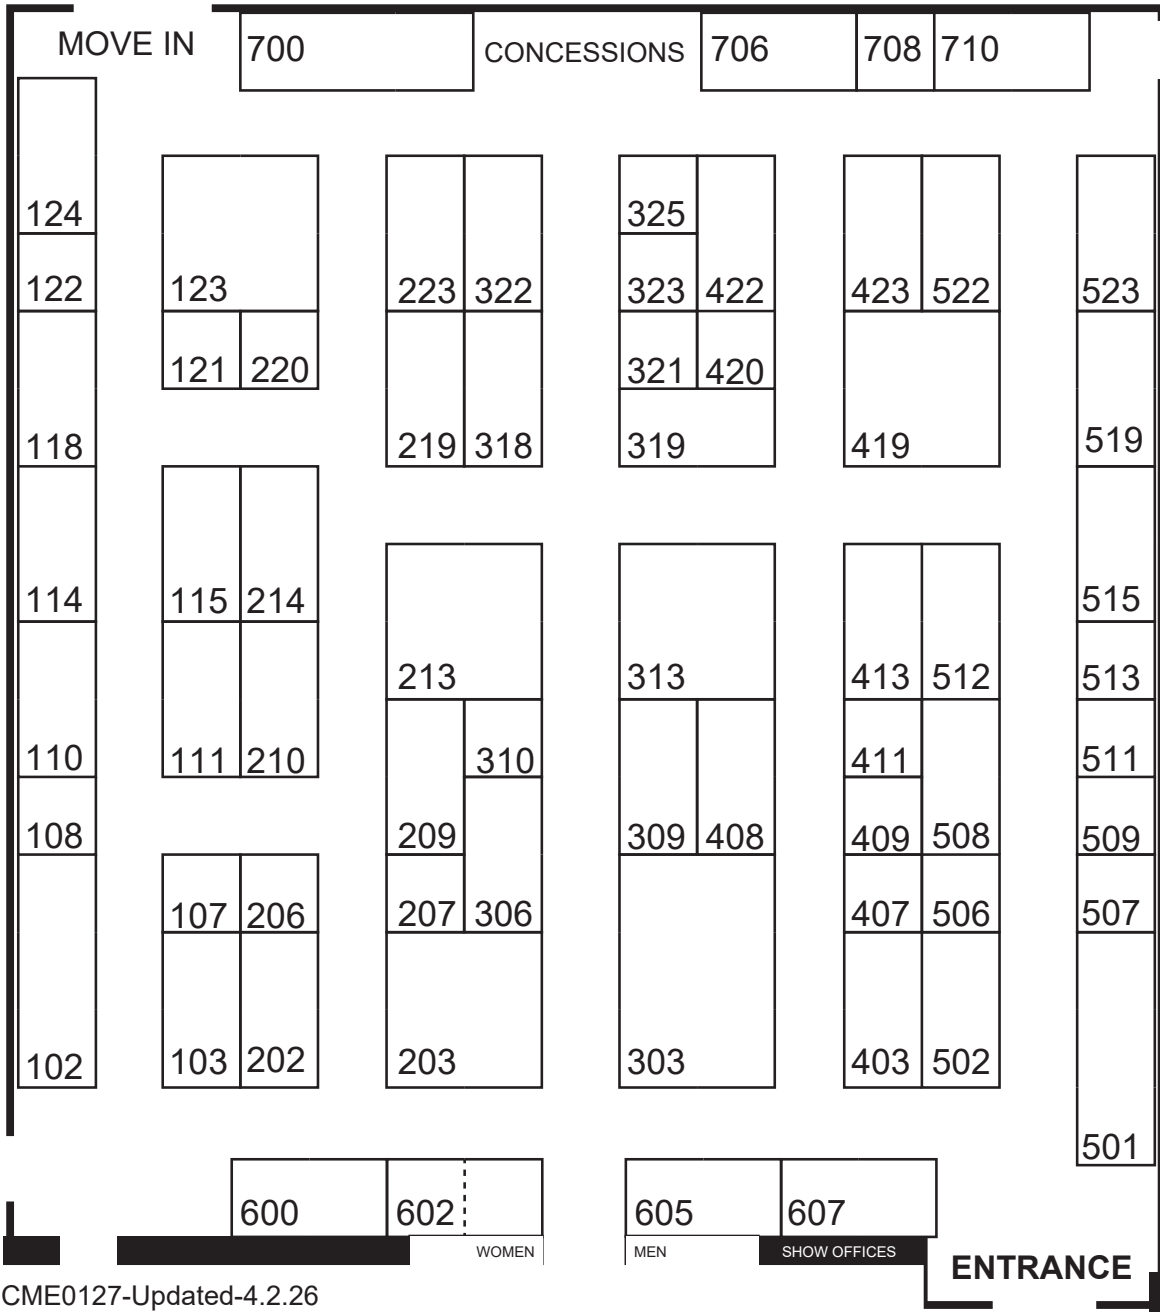 MOVE IN 700 CONCESSIONS 706 708 710
124 325
122 123 223 322 323 422 423 522 523
121 220 321 420
118 219 318 319 419 519
114 115 214 515
213 313 413 512 513
110 111 210 310 411 511
108 209 309 408 409 508 509
107 206 207 306 407 506 507
102 103 202 203 303 403 502
501
600 602 605 607
WOMEN MEN SHOW OFFICES
ENTRANCE
CME0127-Updated-4.2.26